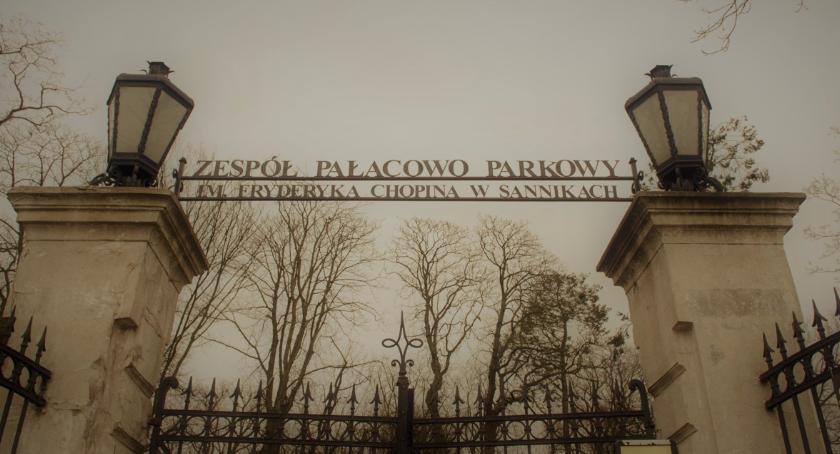 ZESPÓŁ PAŁACOWO PARKOWY
IM. FRYDERYKA CHOPINA W SANNIKACH